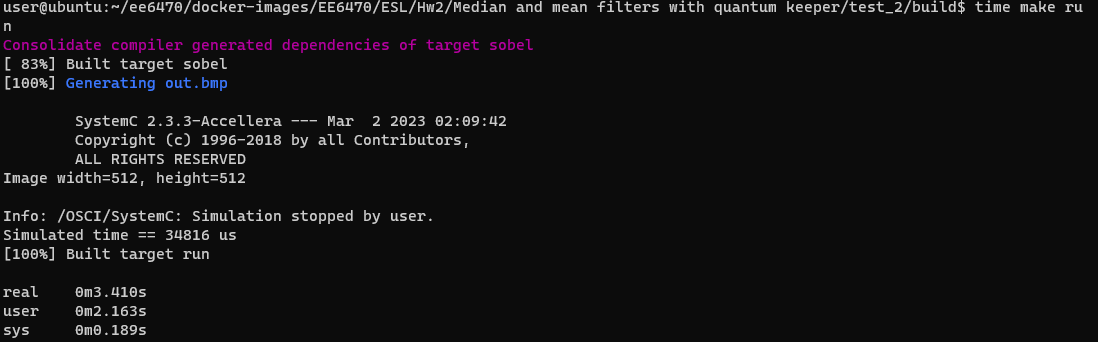 user@ubuntu:~/ee6470/docker-images/EE6470/ESL/Hw2/Median and mean filters with quantum keeper/test_2/build$ time make ru
n
Consolidate compiler generated dependencies of target sobel
[ 83%] Built target sobel
[100%] Generating out.bmp
SystemC 2.3.3-Accellera --- Mar  2 2023 02:09:42
Copyright (c) 1996-2018 by all Contributors,
ALL RIGHTS RESERVED
Image width=512, height=512
Info: /OSCI/SystemC: Simulation stopped by user.
Simulated time == 34816 us
[100%] Built target run
real    0m3.410s
user    0m2.163s
sys     0m0.189s